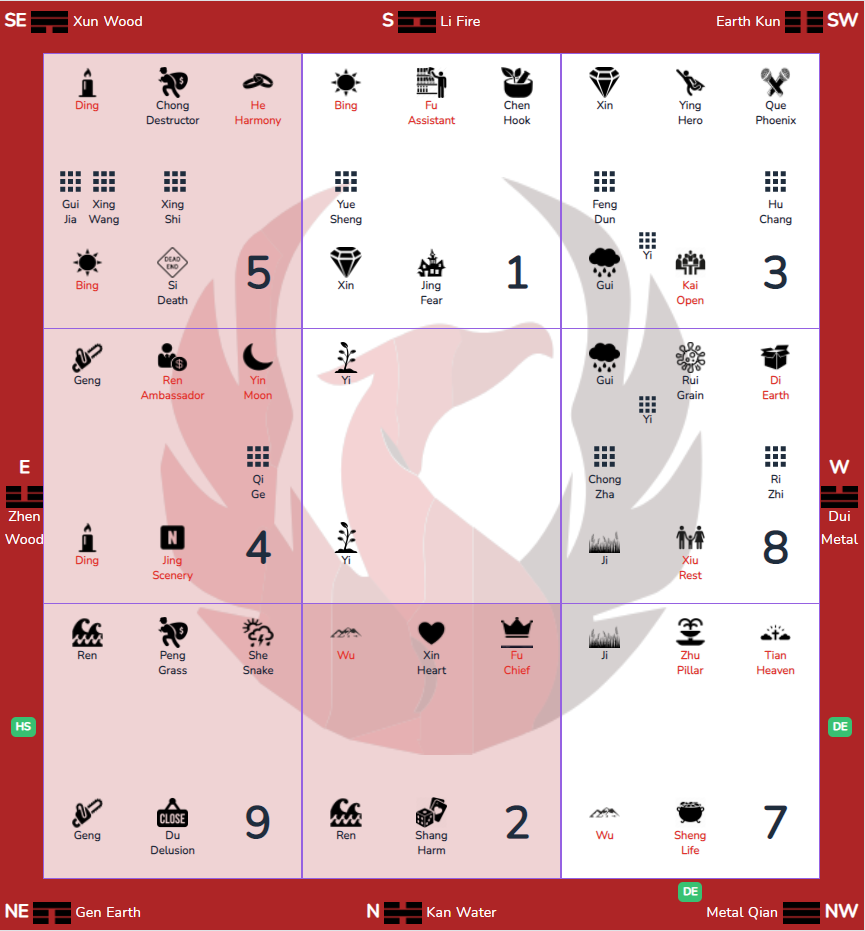 SE Xun Wood S Li Fire Earth Kun SW
Ding Chong Destructor He Harmony
Gui Jia Xing Wang Xing Shi
Bing DEAD END Si Death 5
Bing Fu Assistant Chen Hook
Yue Sheng
Xin Jing Fear 1
Xin Ying Hero Que Phoenix
Feng Dun Hu Chang
Yi
Gui Kai Open 3
E
Zhen
Wood
Geng Ren Ambassador Yin Moon
Qi Ge
Ding N Jing Scenery 4
Yi
Yi
Gui Rui Grain Di Earth
Yi
Chong Zha Ri Zhi
Ji Xiu Rest 8
W
Dui
Metal
HS
Ren Peng Grass She Snake
Geng CLOSE Du Delusion 9
Wu Xin Heart Fu Chief
Ren Shang Harm 2
Ji Zhu Pillar Tian Heaven
Wu Sheng Life 7
DE
DE
NE Gen Earth N Kan Water Metal Qian NW